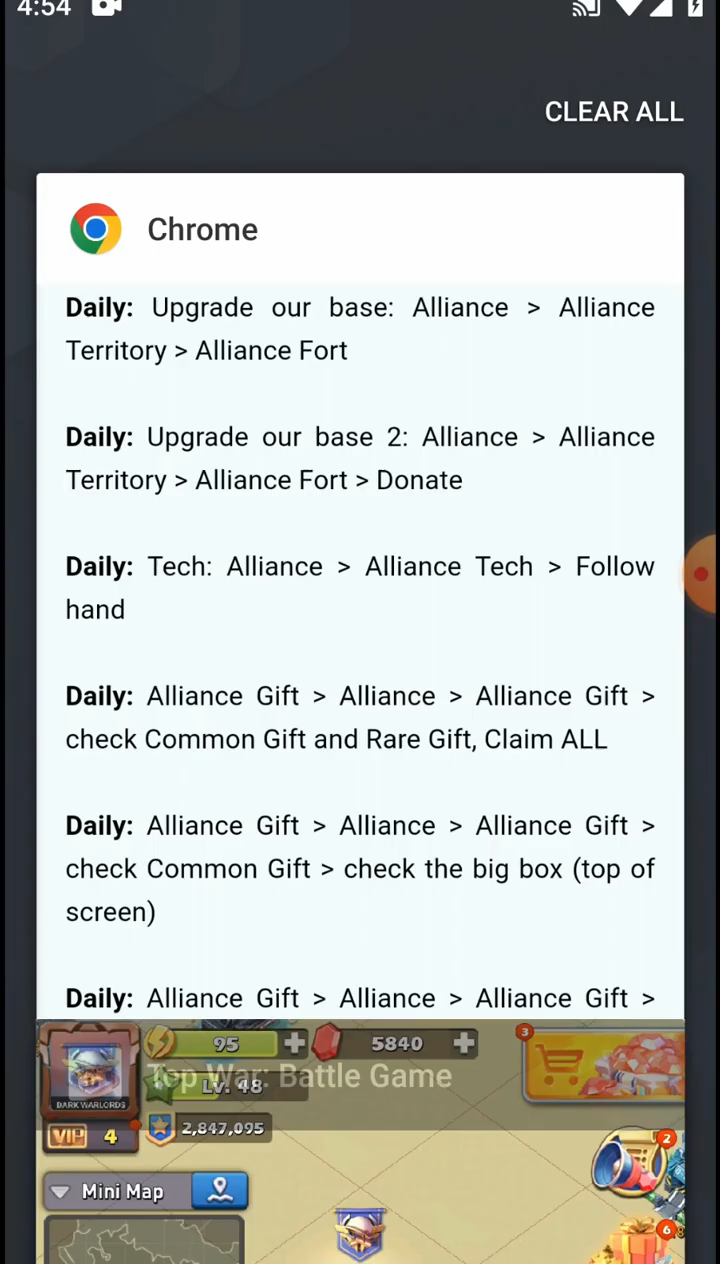 4:54
CLEAR ALL
Chrome
Daily: Upgrade our base: Alliance > Alliance
Territory > Alliance Fort
Daily: Upgrade our base 2: Alliance > Alliance
Territory > Alliance Fort > Donate
Daily: Tech: Alliance > Alliance Tech > Follow
hand
Daily: Alliance Gift > Alliance > Alliance Gift >
check Common Gift and Rare Gift, Claim ALL
Daily: Alliance Gift > Alliance > Alliance Gift >
check Common Gift > check the big box (top of
screen)
Daily: Alliance Gift > Alliance > Alliance Gift >
95
5840
3
Top War: Battle Game
Lv. 48
DARK WARLORDS
VIP 4
2,847,095
2
Mini Map
6